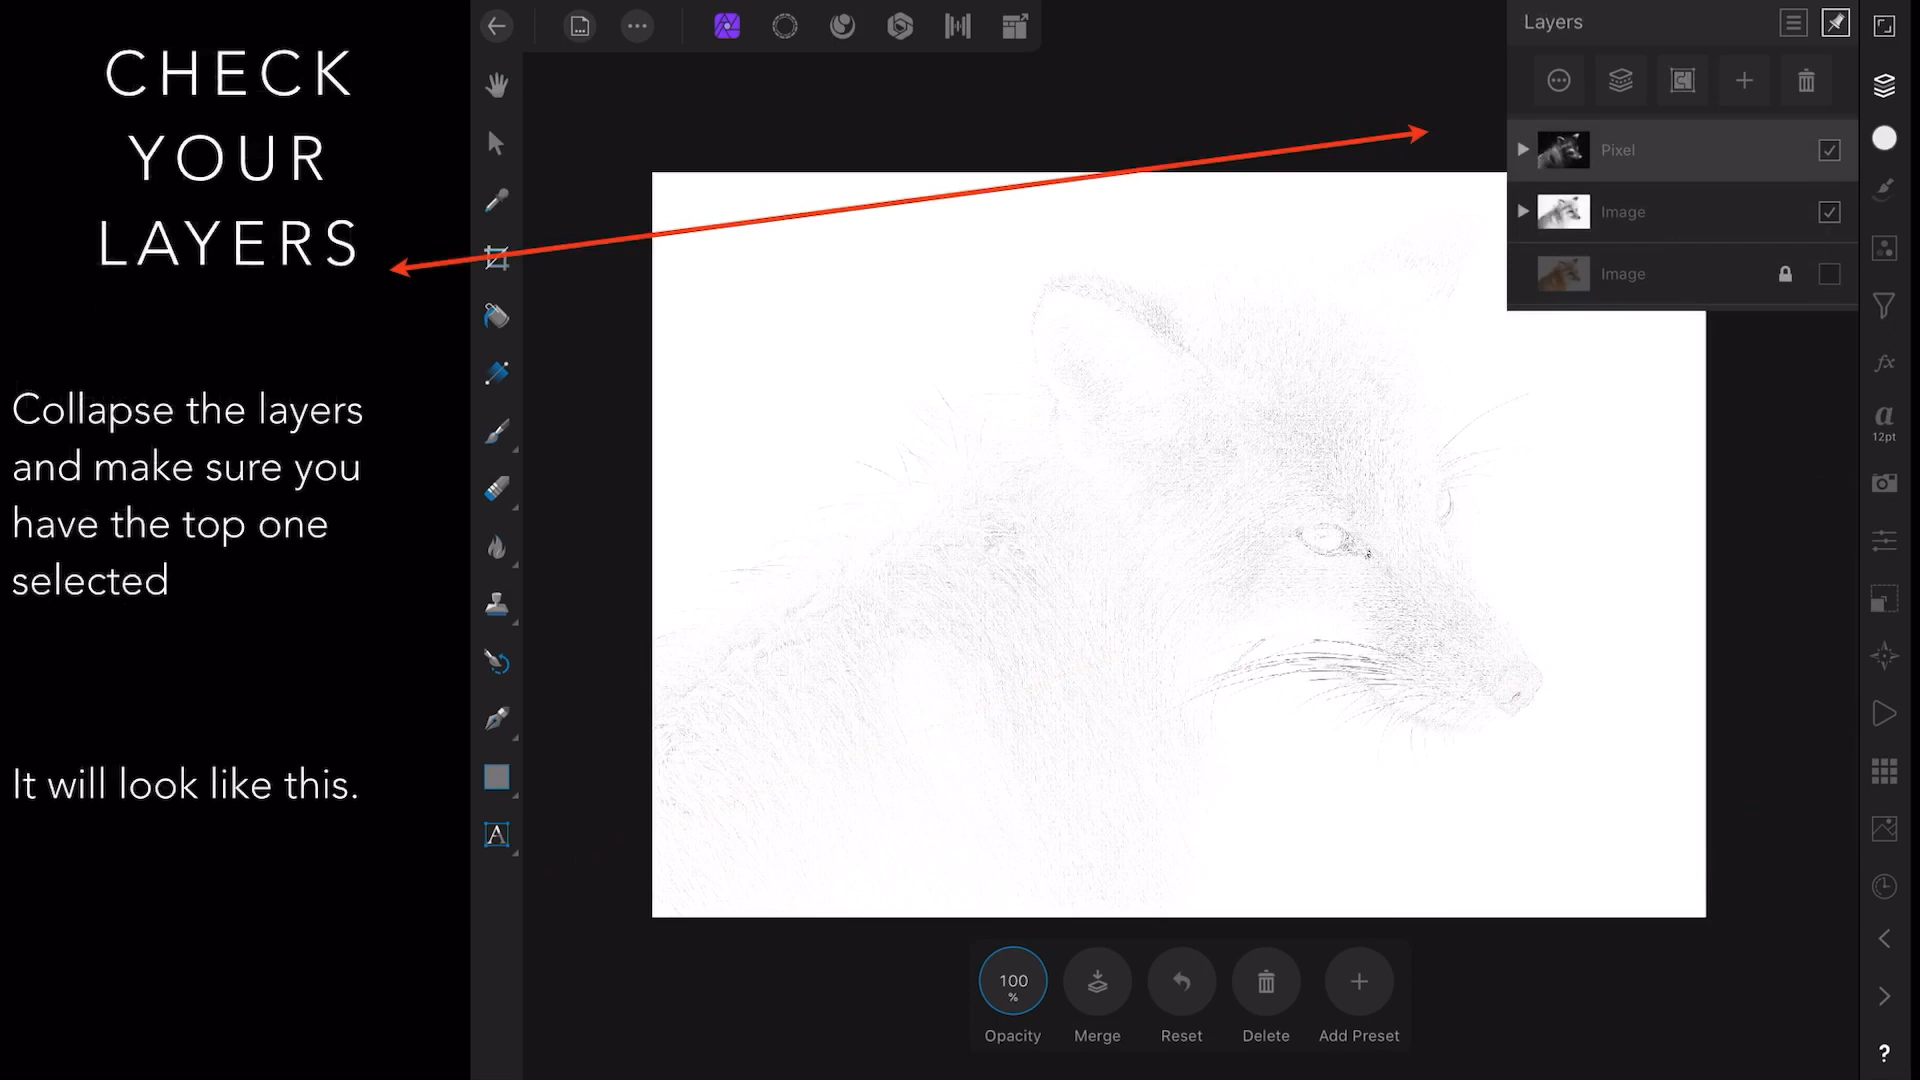 CHECK
YOUR
LAYERS
Collapse the layers
and make sure you
have the top one
selected
It will look like this.
Layers
Pixel
Image
Image
A
a
12pt
fx
100
%
Opacity
Merge
Reset
Delete
Add Preset
?